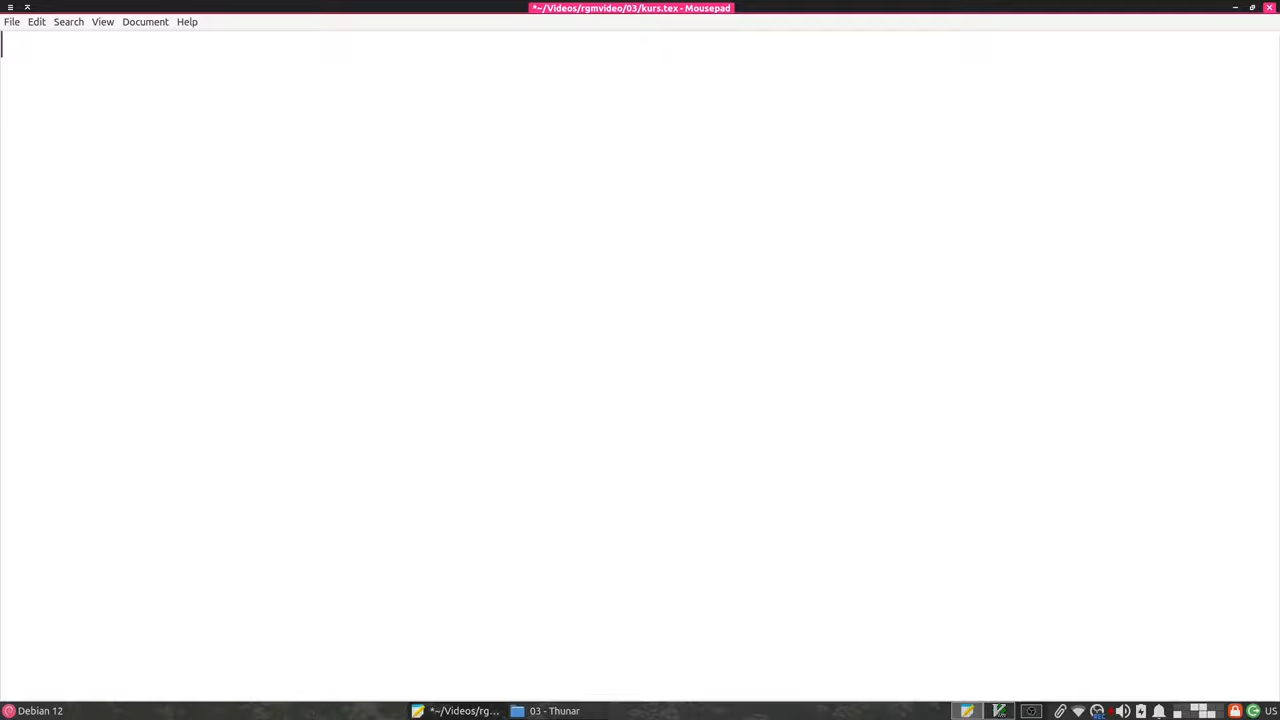 *~/Videos/rgmvideo/03/kurs.tex - Mousepad
File Edit Search View Document Help
Debian 12 *~/Videos/rg... 03 - Thunar US